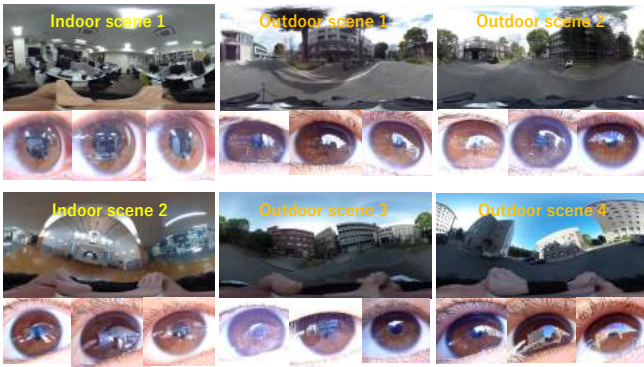 Indoor scene 1
Outdoor scene 1
Outdoor scene 2
Indoor scene 2
Outdoor scene 3
Outdoor scene 4